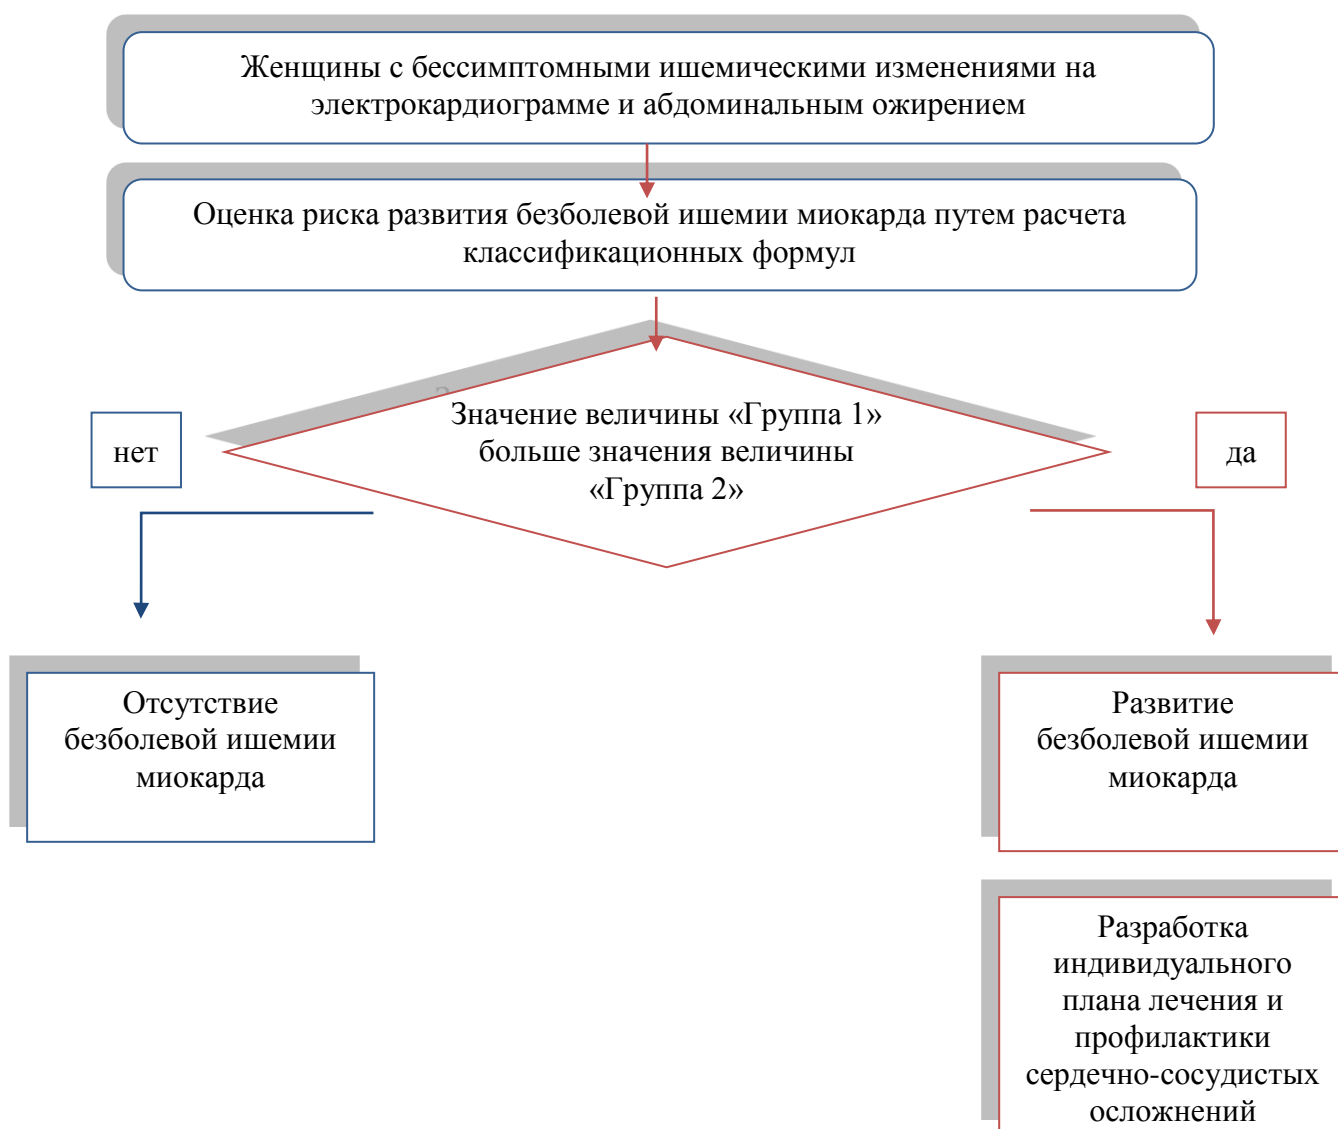 Женщины с бессимптомными ишемическими изменениями на
электрокардиограмме и абдоминальным ожирением
Оценка риска развития безболевой ишемии миокарда путем расчета
классификационных формул
Значение величины «Группа 1»
больше значения величины
«Группа 2»
нет
да
Отсутствие
безболевой ишемии
миокарда
Развитие
безболевой ишемии
миокарда
Разработка
индивидуального
плана лечения и
профилактики
сердечно-сосудистых
осложнений